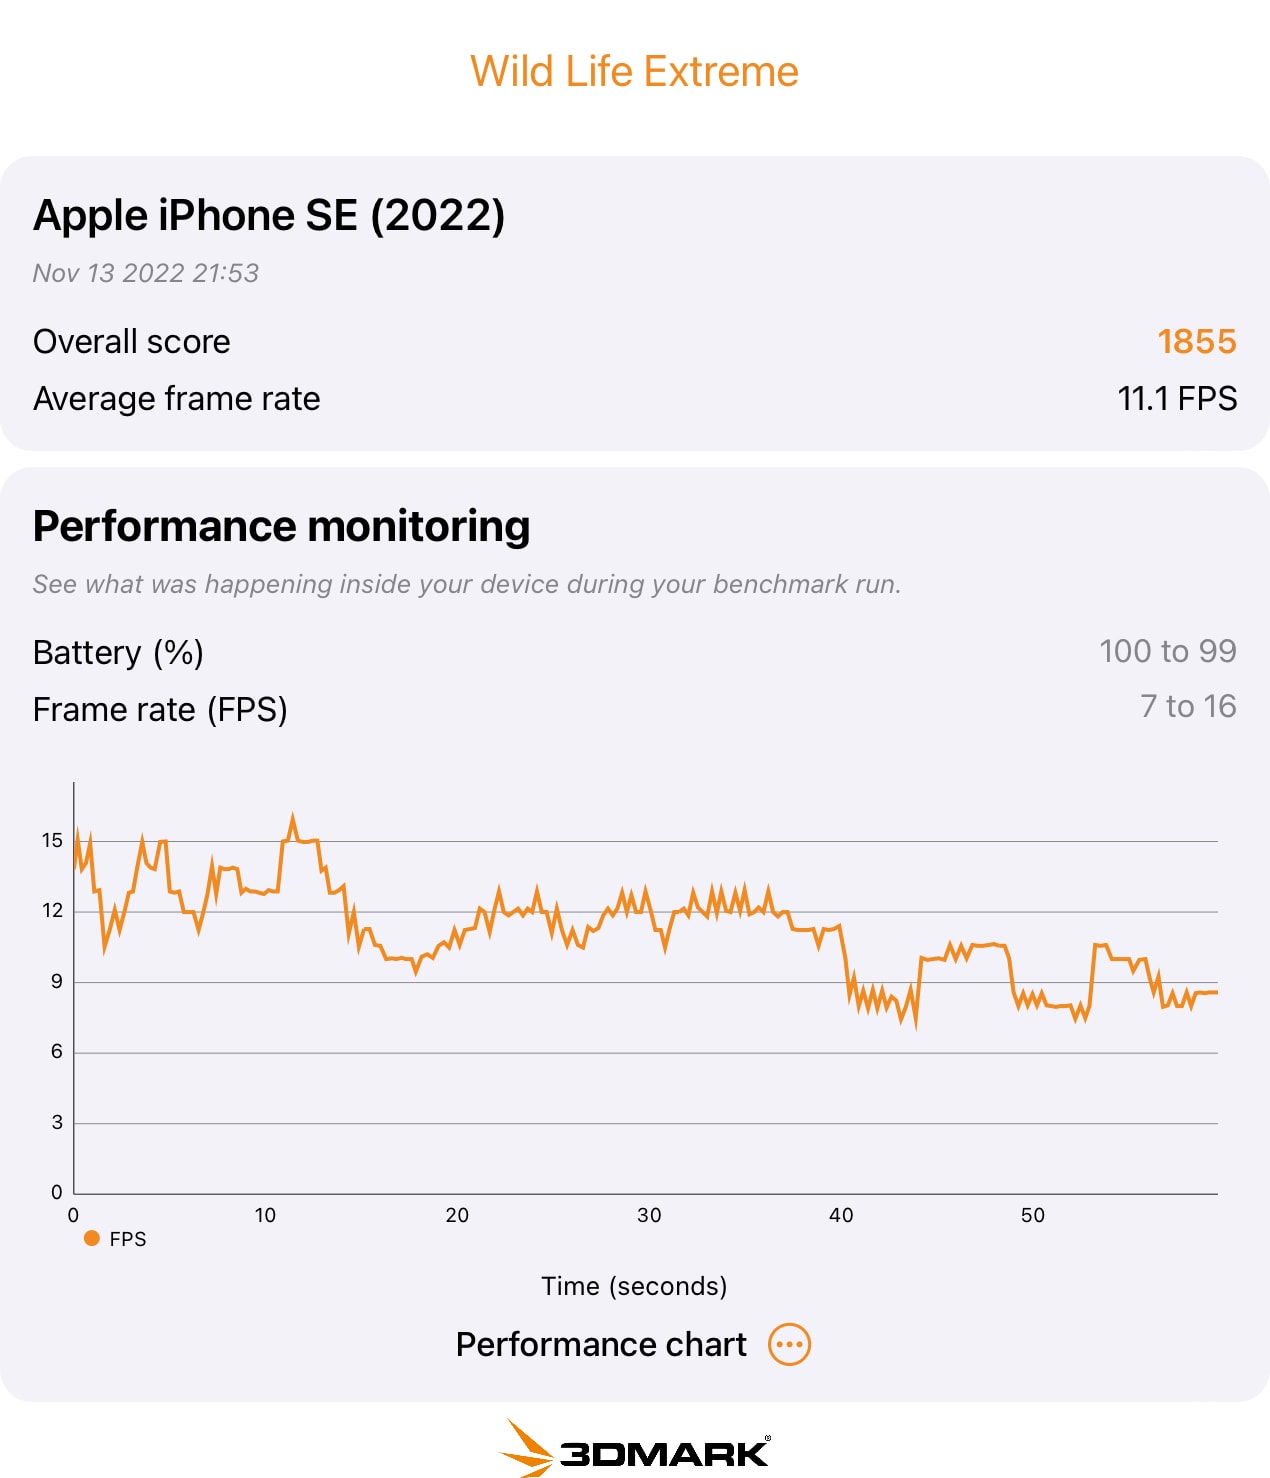 Wild Life Extreme
Apple iPhone SE (2022)
Nov 13 2022 21:53
Overall score 1855
Average frame rate 11.1 FPS
Performance monitoring
See what was happening inside your device during your benchmark run.
Battery (%) 100 to 99
Frame rate (FPS) 7 to 16
15
12
9
6
3
0
0 10 20 30 40 50
FPS
Time (seconds)
Performance chart
3DMARK®